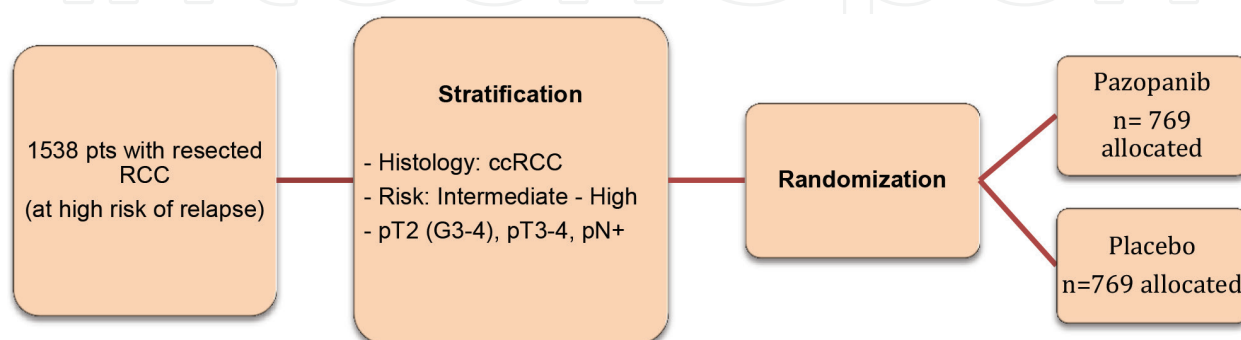 1538 pts with resected
RCC
(at high risk of relapse)
Stratification
- Histology: ccRCC
- Risk: Intermediate - High
- pT2 (G3-4), pT3-4, pN+
Randomization
Pazopanib
n= 769
allocated
Placebo
n=769 allocated